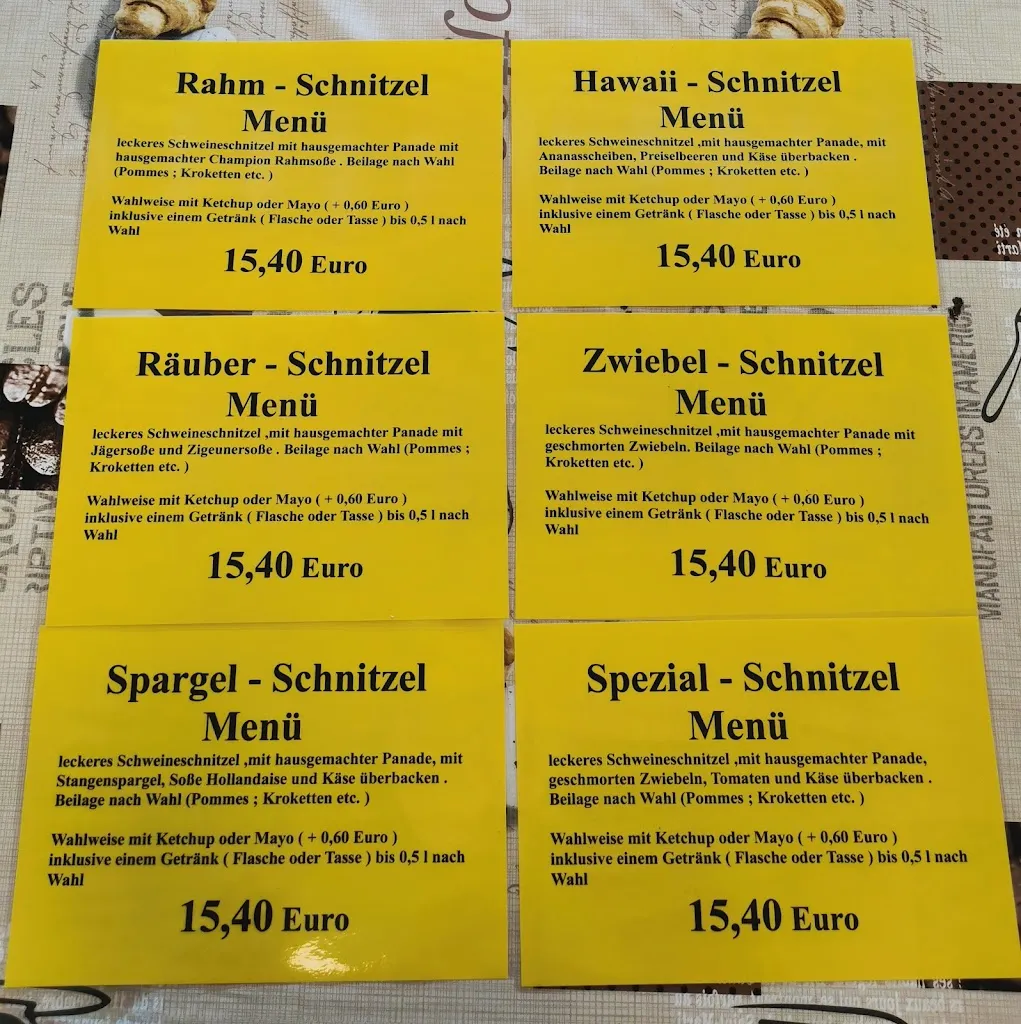 Rahm - Schnitzel
Menü
leckeres Schweineschnitzel mit hausgemachter Panade mit
hausgemachter Champion Rahmsoße . Beilage nach Wahl
(Pommes ; Kroketten etc. )
Wahlweise mit Ketchup oder Mayo ( + 0,60 Euro )
inklusive einem Getränk ( Flasche oder Tasse ) bis 0,5 l nach
Wahl
15,40 Euro
Hawaii - Schnitzel
Menü
leckeres Schweineschnitzel ,mit hausgemachter Panade, mit
Ananasscheiben, Preiselbeeren und Käse überbacken .
Beilage nach Wahl (Pommes ; Kroketten etc. )
Wahlweise mit Ketchup oder Mayo ( + 0,60 Euro )
inklusive einem Getränk ( Flasche oder Tasse ) bis 0,5 l nach
Wahl
15,40 Euro
Räuber - Schnitzel
Menü
leckeres Schweineschnitzel ,mit hausgemachter Panade mit
Jägersoße und Zigeunersoße . Beilage nach Wahl (Pommes ;
Kroketten etc. )
Wahlweise mit Ketchup oder Mayo ( + 0,60 Euro )
inklusive einem Getränk ( Flasche oder Tasse ) bis 0,5 l nach
Wahl
15,40 Euro
Zwiebel - Schnitzel
Menü
leckeres Schweineschnitzel ,mit hausgemachter Panade mit
geschmorten Zwiebeln. Beilage nach Wahl (Pommes ;
Kroketten etc. )
Wahlweise mit Ketchup oder Mayo ( + 0,60 Euro )
inklusive einem Getränk ( Flasche oder Tasse ) bis 0,5 l nach
Wahl
15,40 Euro
Spargel - Schnitzel
Menü
leckeres Schweineschnitzel ,mit hausgemachter Panade, mit
Stangenspargel, Soße Hollandaise und Käse überbacken .
Beilage nach Wahl (Pommes ; Kroketten etc. )
Wahlweise mit Ketchup oder Mayo ( + 0,60 Euro )
inklusive einem Getränk ( Flasche oder Tasse ) bis 0,5 l nach
Wahl
15,40 Euro
Spezial - Schnitzel
Menü
leckeres Schweineschnitzel ,mit hausgemachter Panade,
geschmorten Zwiebeln, Tomaten und Käse überbacken .
Beilage nach Wahl (Pommes ; Kroketten etc. )
Wahlweise mit Ketchup oder Mayo ( + 0,60 Euro )
inklusive einem Getränk ( Flasche oder Tasse ) bis 0,5 l nach
Wahl
15,40 Euro
MANUFACTURERS IN AMERICA